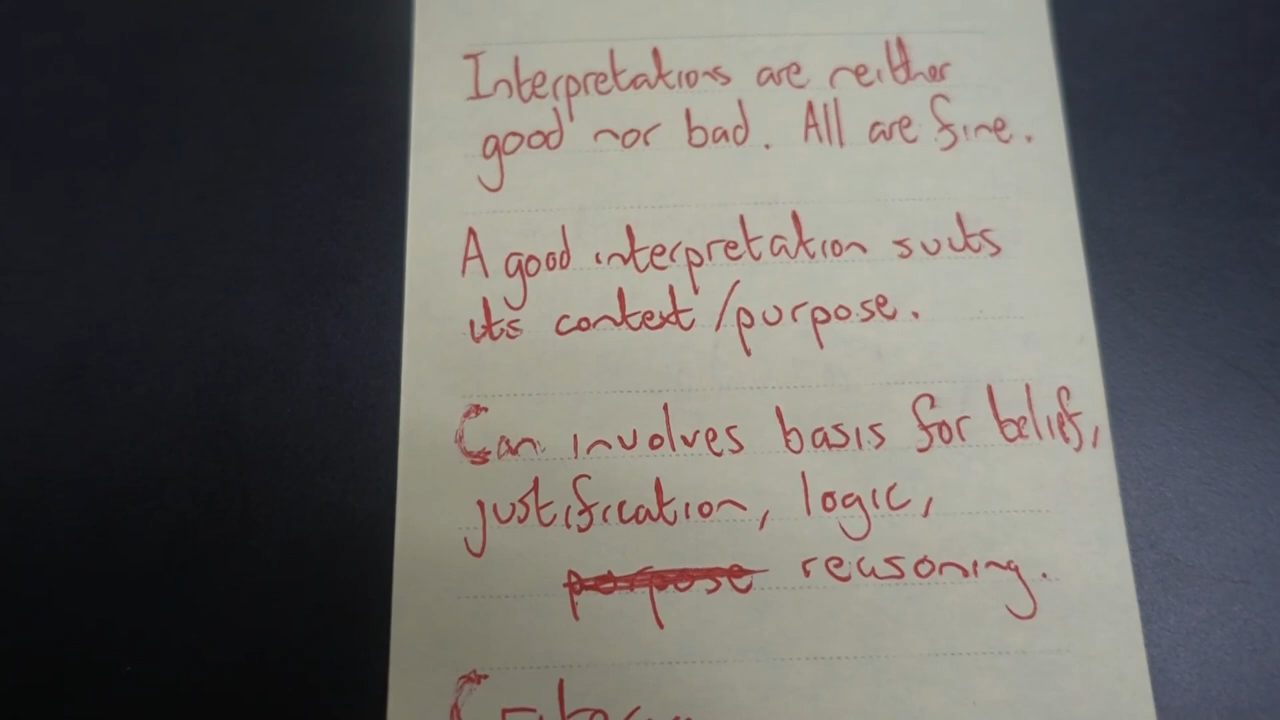 Interpretations are neither
good nor bad. All are fine.
A good interpretation suits
its context/purpose.
Can involves basis for belief,
justification, logic,
purpose reasoning.